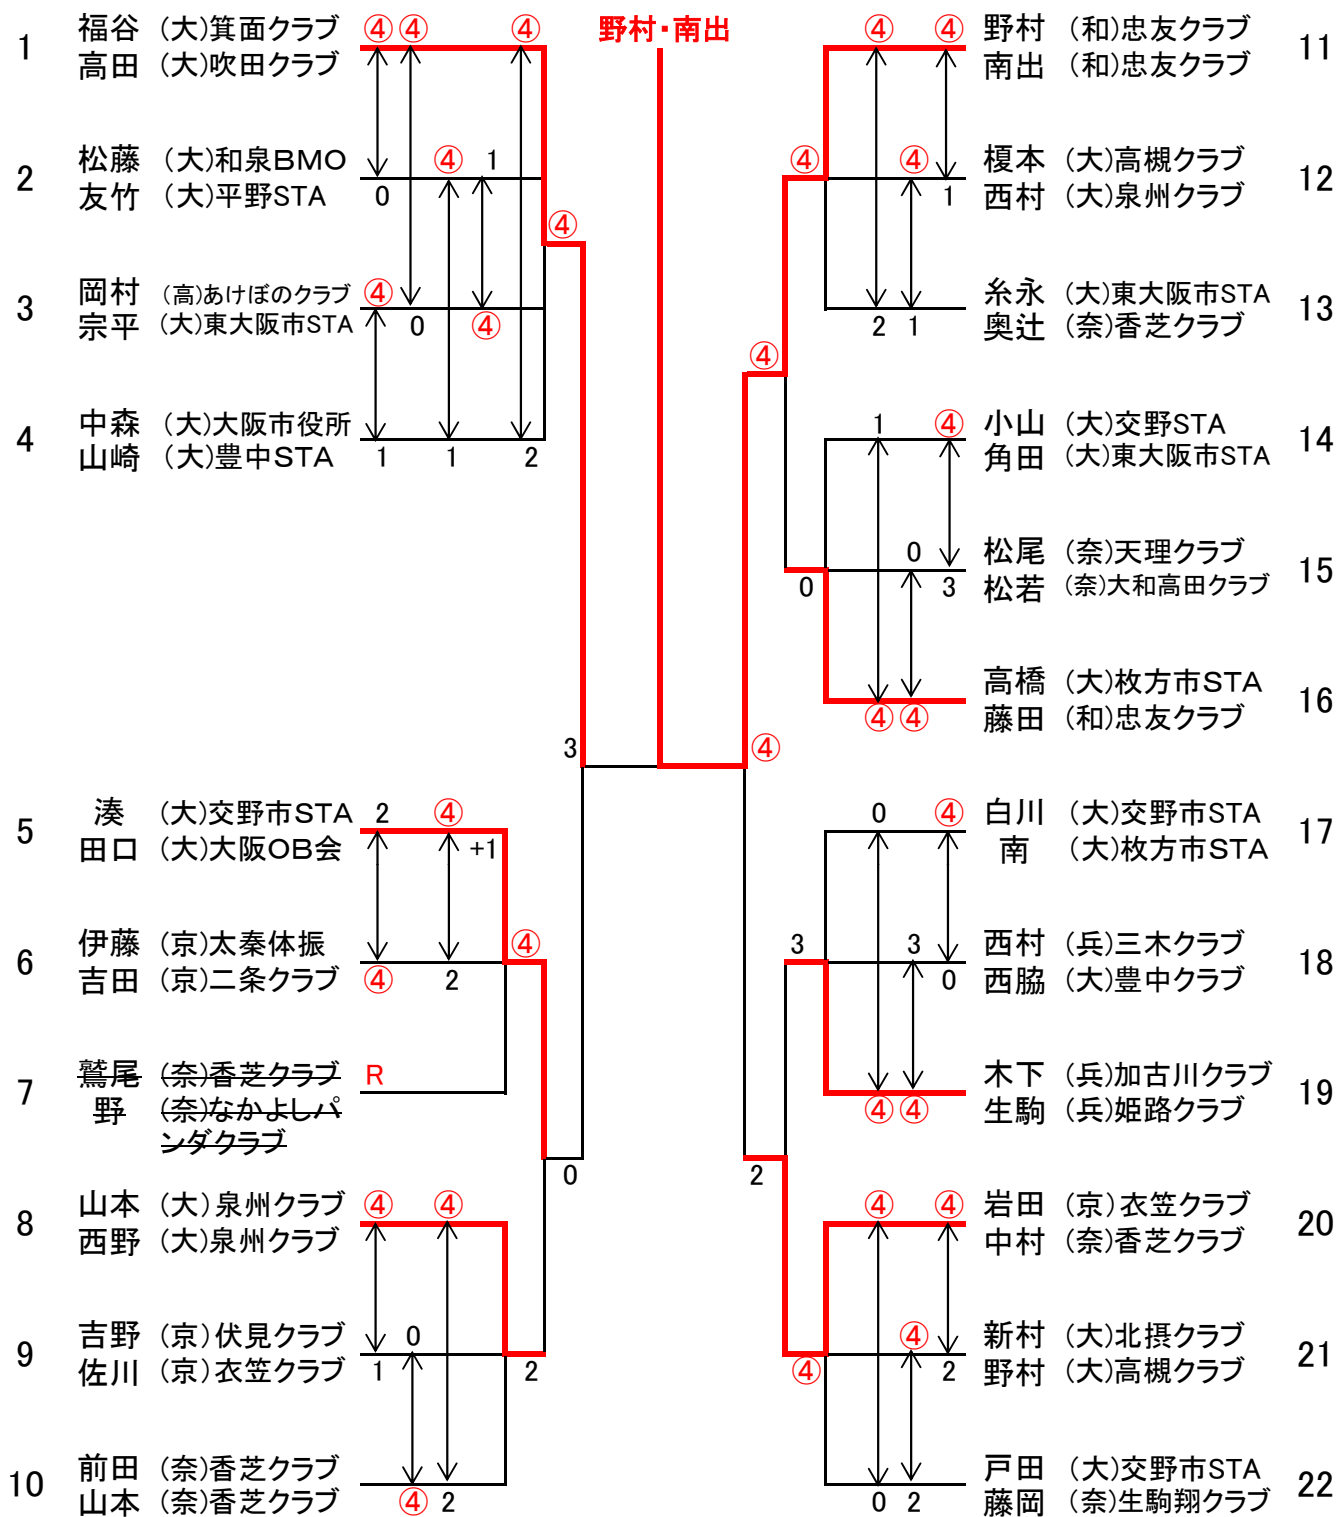 野村・南出
1
福谷 (大)箕面クラブ ④ ④ ④
高田 (大)吹田クラブ
2
松藤 (大)和泉BMO ④ 1
友竹 (大)平野STA 0
④
3
岡村 (高)あけぼのクラブ ④
宗平 (大)東大阪市STA 0 ④
4
中森 (大)大阪市役所
山崎 (大)豊中STA 1 1 2
3
5
湊 (大)交野市STA 2 ④
田口 (大)大阪OB会 +1
6
伊藤 (京)太秦体振 ④
吉田 (京)二条クラブ ④ 2
7
鷲尾 (奈)香芝クラブ R
野 (奈)なかよしパ
ンダクラブ
0
8
山本 (大)泉州クラブ ④ ④
西野 (大)泉州クラブ
9
吉野 (京)伏見クラブ 0
佐川 (京)衣笠クラブ 1 2
10
前田 (奈)香芝クラブ
山本 (奈)香芝クラブ ④ 2
④ ④ 野村 (和)忠友クラブ
南出 (和)忠友クラブ
11
④ ④ 榎本 (大)高槻クラブ
1 西村 (大)泉州クラブ
12
糸永 (大)東大阪市STA
2 1 奥辻 (奈)香芝クラブ
13
④
1 ④ 小山 (大)交野STA
角田 (大)東大阪市STA
14
0 松尾 (奈)天理クラブ
0 3 松若 (奈)大和高田クラブ
15
高橋 (大)枚方市STA
④ ④ 藤田 (和)忠友クラブ
16
④
0 ④ 白川 (大)交野市STA
南 (大)枚方市STA
17
3 3 西村 (兵)三木クラブ
0 西脇 (大)豊中クラブ
18
木下 (兵)加古川クラブ
④ ④ 生駒 (兵)姫路クラブ
19
2
④ ④ 岩田 (京)衣笠クラブ
中村 (奈)香芝クラブ
20
④ 新村 (大)北摂クラブ
④ 2 野村 (大)高槻クラブ
21
戸田 (大)交野市STA
0 2 藤岡 (奈)生駒翔クラブ
22